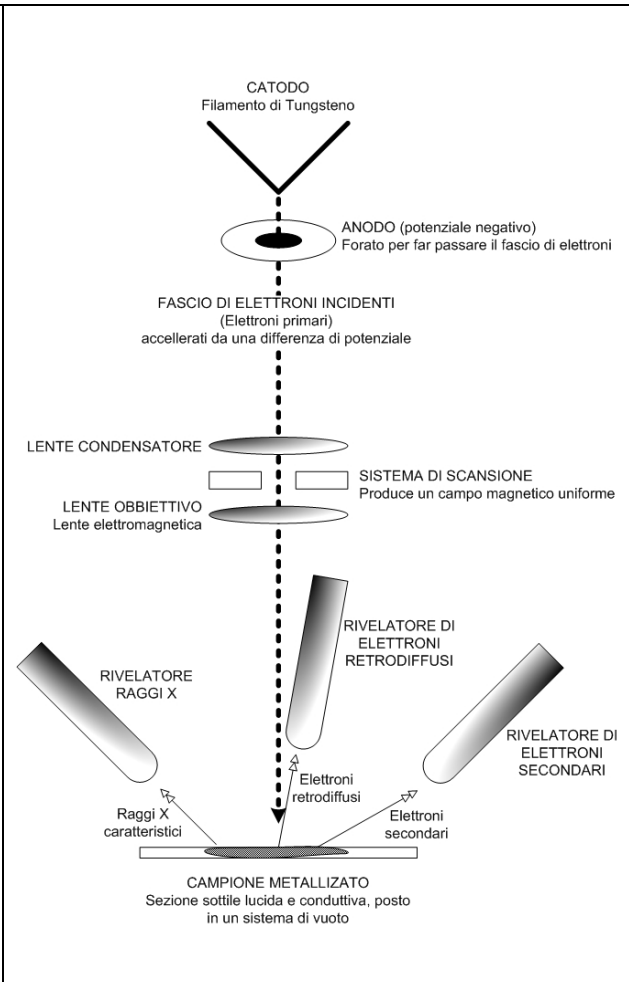 CATODO
Filamento di Tungsteno
ANODO (potenziale negativo)
Forato per far passare il fascio di elettroni
FASCIO DI ELETTRONI INCIDENTI
(Elettroni primari)
accellerati da una differenza di potenziale
LENTE CONDENSATORE
SISTEMA DI SCANSIONE
Produce un campo magnetico uniforme
LENTE OBBIETTIVO
Lente elettromagnetica
RIVELATORE DI
ELETTRONI
RETRODIFFUSI
RIVELATORE
RAGGI X
RIVELATORE DI
ELETTRONI
SECONDARI
Elettroni
retrodiffusi
Raggi X
caratteristici
Elettroni
secondari
CAMPIONE METALLIZATO
Sezione sottile lucida e conduttiva, posto
in un sistema di vuoto